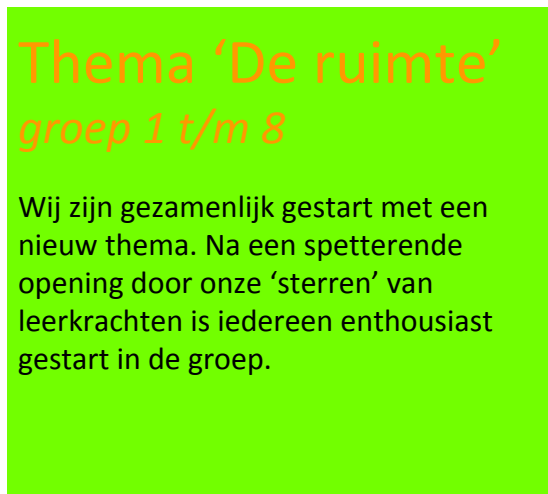 Thema ‘De ruimte’
groep 1 t/m 8
Wij zijn gezamenlijk gestart met een
nieuw thema. Na een spetterende
opening door onze ‘sterren’ van
leerkrachten is iedereen enthousiast
gestart in de groep.